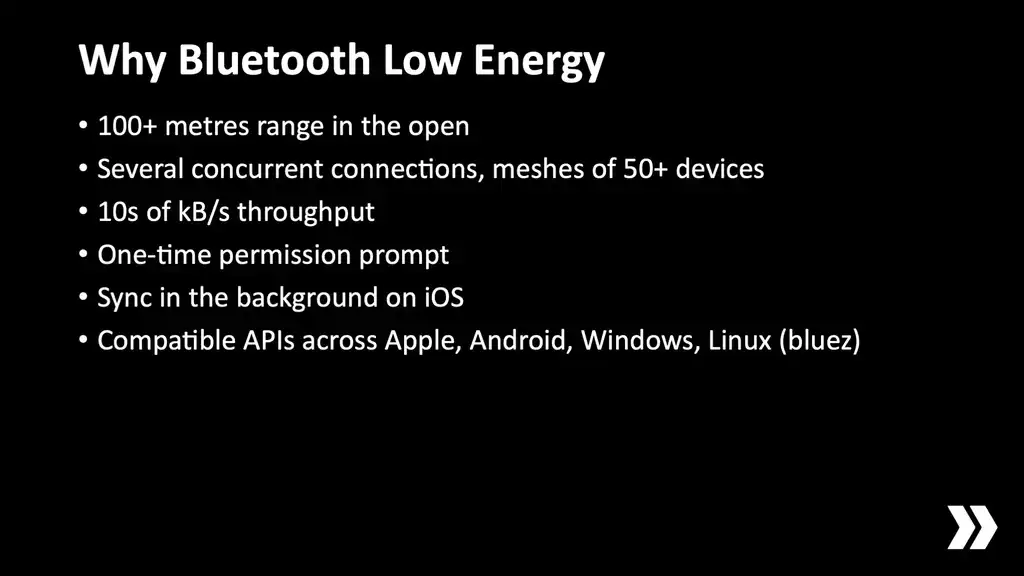 Why Bluetooth Low Energy
• 100+ metres range in the open
• Several concurrent connections, meshes of 50+ devices
• 10s of kB/s throughput
• One-time permission prompt
• Sync in the background on iOS
• Compatible APIs across Apple, Android, Windows, Linux (bluez)